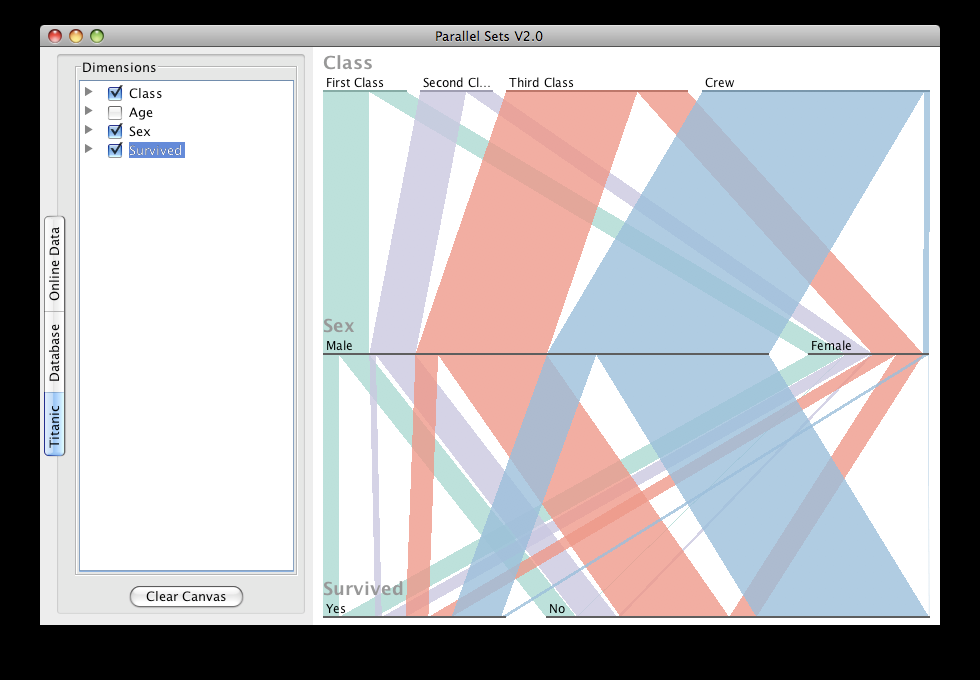 Parallel Sets V2.0
Dimensions
Class
Age
Sex
Survived
Online Data
Database
Titanic
Clear Canvas
Class
First Class
Second Cl...
Third Class
Crew
Sex
Male
Female
Survived
Yes
No